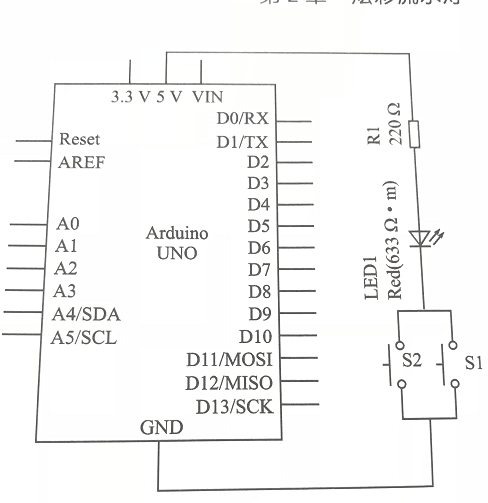 3.3 V 5 V VIN
D0/RX
D1/TX
D2
D3
D4
D5
D6
D7
D8
D9
D10
D11/MOSI
D12/MISO
D13/SCK
Reset
AREF
A0
A1
A2
A3
A4/SDA
A5/SCL
Arduino
UNO
GND
R1
220 Ω
LED1
Red(633 Ω·m)
S2
S1